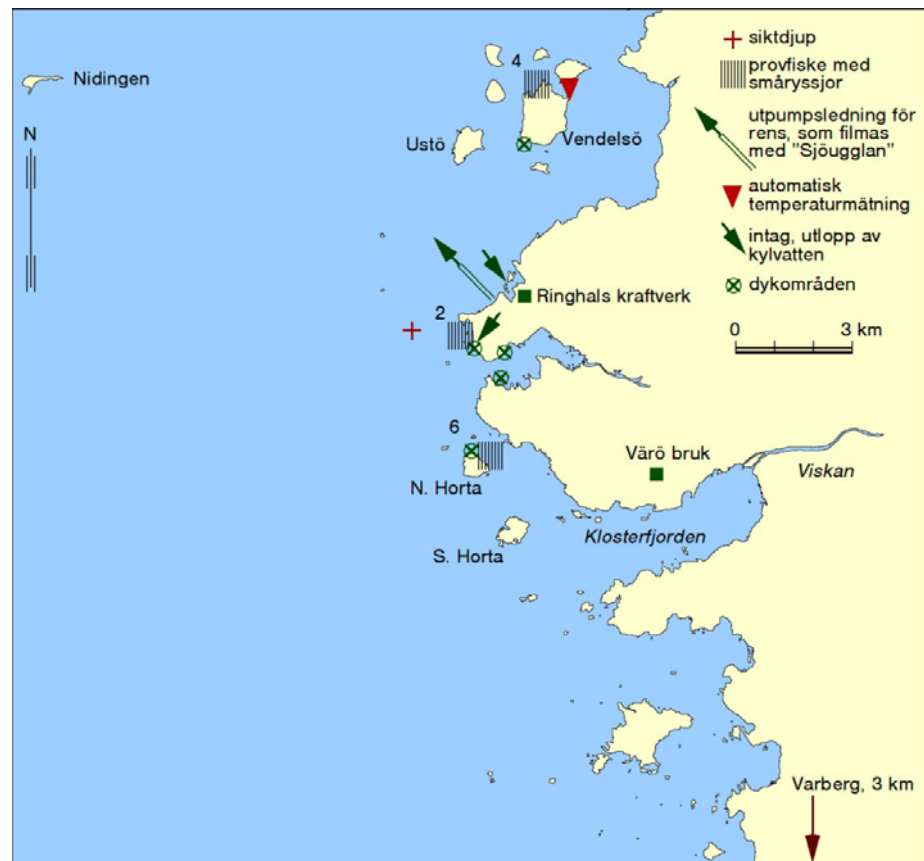 4
siktdjup
provfiske med
småryssjor
Nidingen
utpumpsledning för
rens, som filmas
med "Sjöugglan"
N
Ustö
Vendelsö
automatisk
temperaturmätning
intag, utlopp av
kylvatten
dykområden
Ringhals kraftverk
2
0
3 km
6
Värö bruk
Viskan
N. Horta
Klosterfjorden
S. Horta
Varberg, 3 km